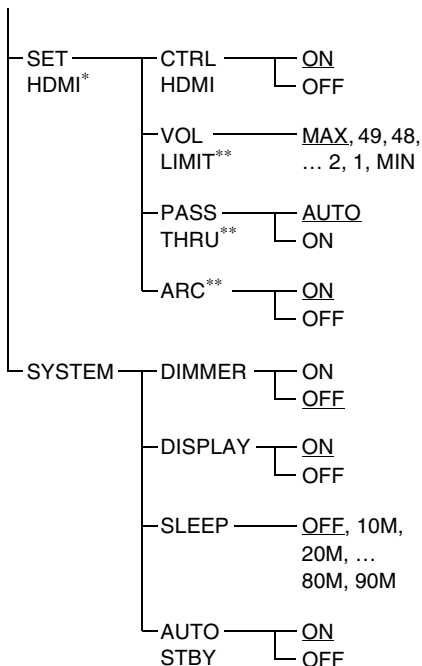 SET HDMI*
CTRL HDMI
ON
OFF
VOL LIMIT**
MAX, 49, 48,
... 2, 1, MIN
PASS THRU**
AUTO
ON
ARC**
ON
OFF
SYSTEM
DIMMER
ON
OFF
DISPLAY
ON
OFF
SLEEP
OFF, 10M,
20M, ...
80M, 90M
AUTO STBY
ON
OFF